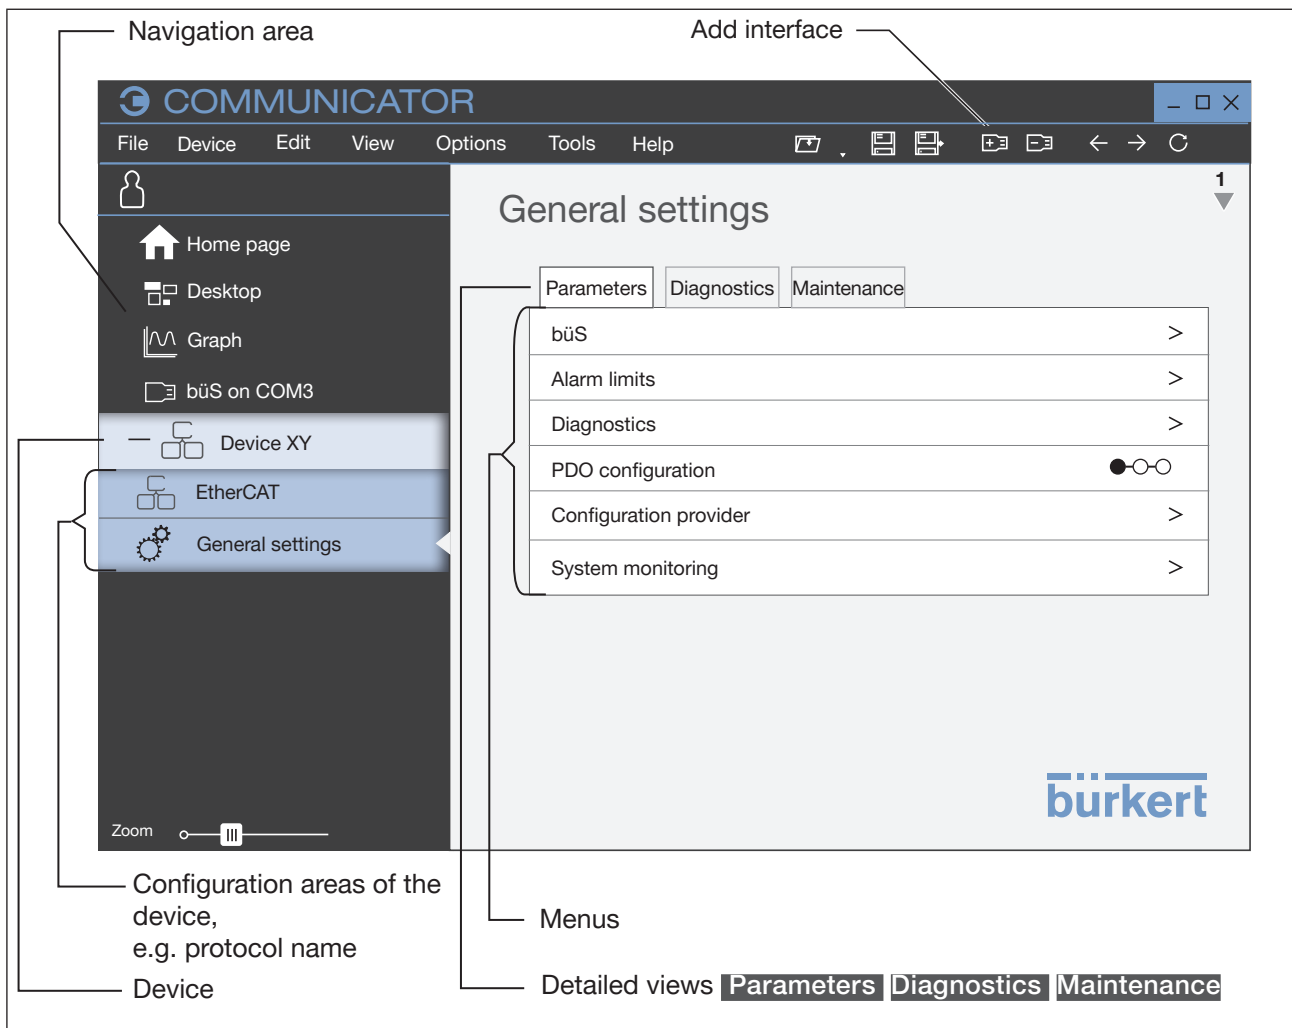 Navigation area
Add interface
COMMUNICATOR
File Device Edit View Options Tools Help
1
General settings
Home page
Desktop
Graph
büS on COM3
Device XY
EtherCAT
General settings
Zoom
Parameters Diagnostics Maintenance
büS >
Alarm limits >
Diagnostics >
PDO configuration
Configuration provider >
System monitoring >
bürkert
Configuration areas of the
device,
e.g. protocol name
Device
Menus
Detailed views Parameters Diagnostics Maintenance